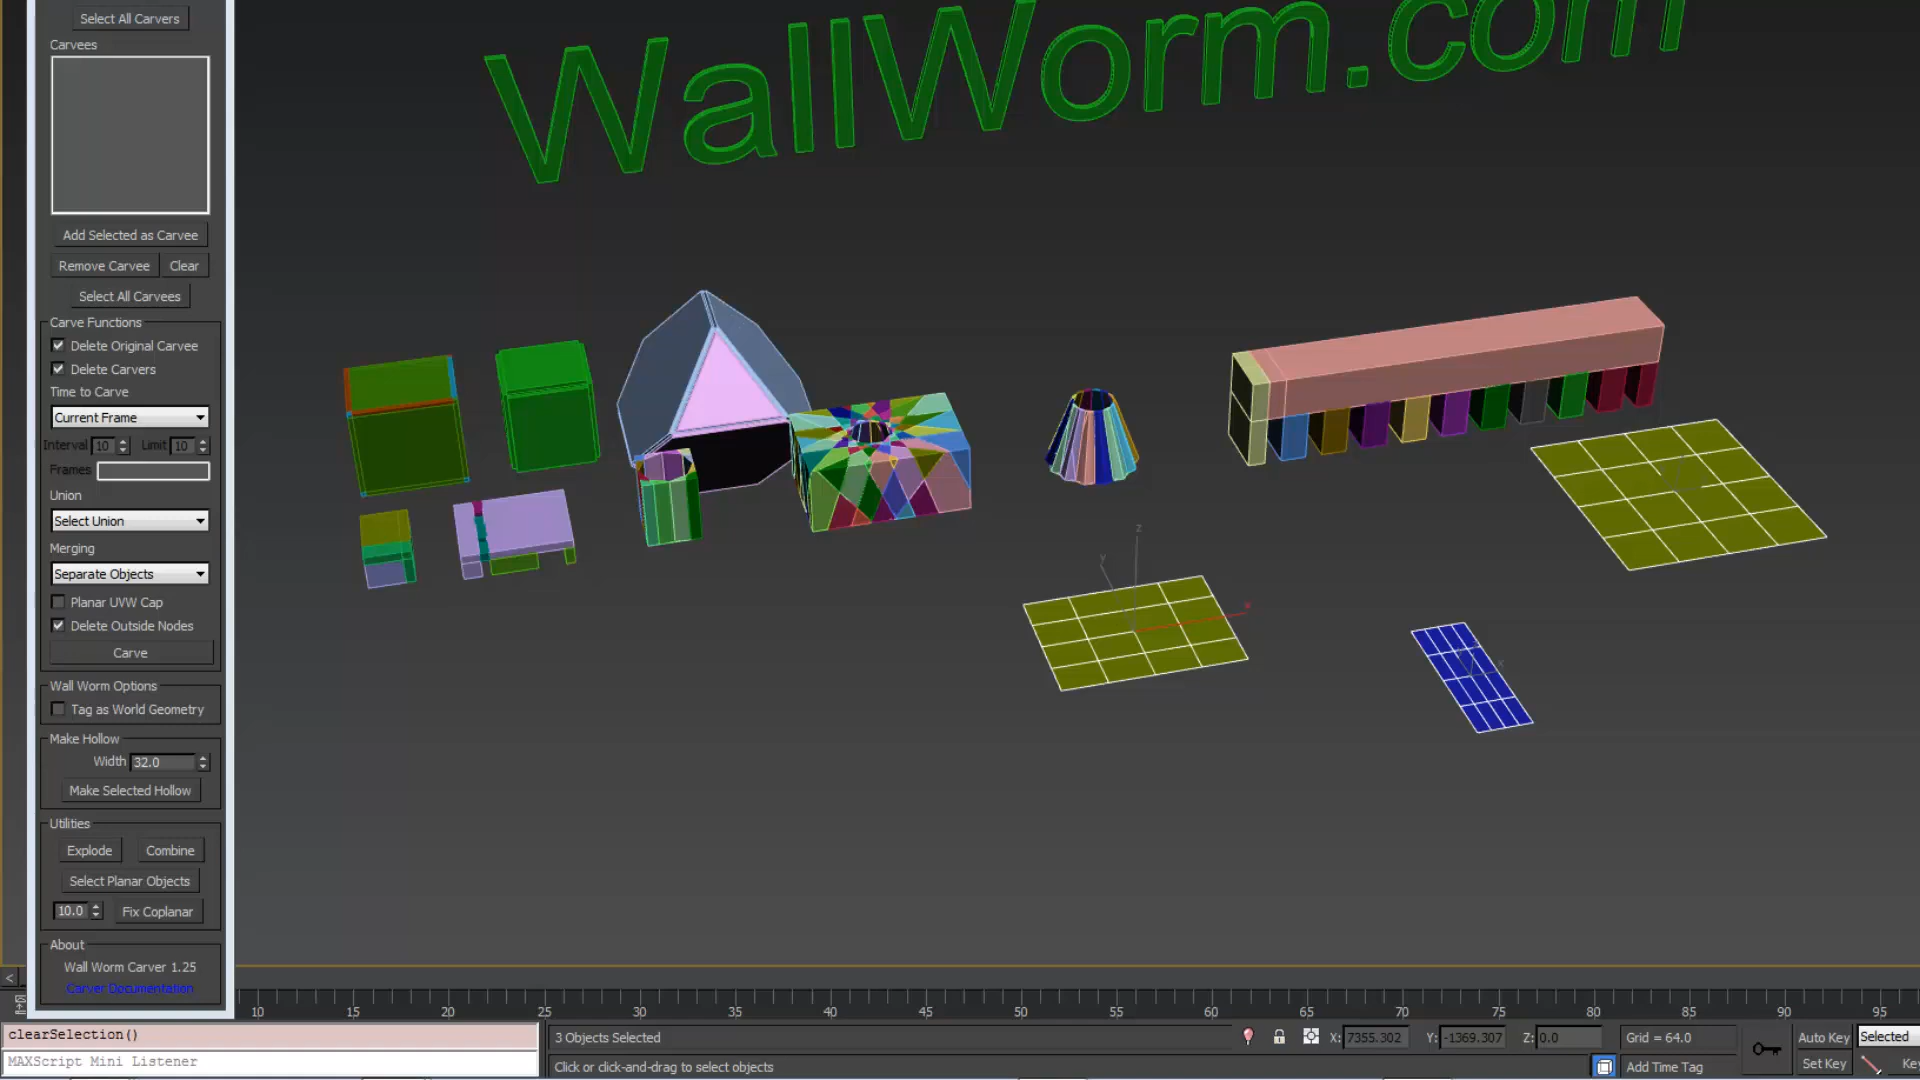 Select All Carvers
Carvees
Add Selected as Carvee
Remove Carvee Clear
Select All Carvees
Carve Functions
Delete Original Carvee
Delete Carvers
Time to Carve
Current Frame
Interval 10 Limit 10
Frames
Union
Select Union
Merging
Separate Objects
Planar UVW Cap
Delete Outside Nodes
Carve
Wall Worm Options
Tag as World Geometry
Make Hollow
Width 32.0
Make Selected Hollow
Utilities
Explode Combine
Select Planar Objects
10.0 Fix Coplanar
About
Wall Worm Carver 1.25
Carver Documentation
WallWorm.com
z
y
x
x
<
10 15 20 25 30 35 40 45 50 55 60 65 70 75 80 85 90 95
clearSelection()
MAXScript Mini Listener
3 Objects Selected
Click or click-and-drag to select objects
X: 7355.302 Y: -1369.307 Z: 0.0
Grid = 64.0
Add Time Tag
Auto Key Selected
Set Key